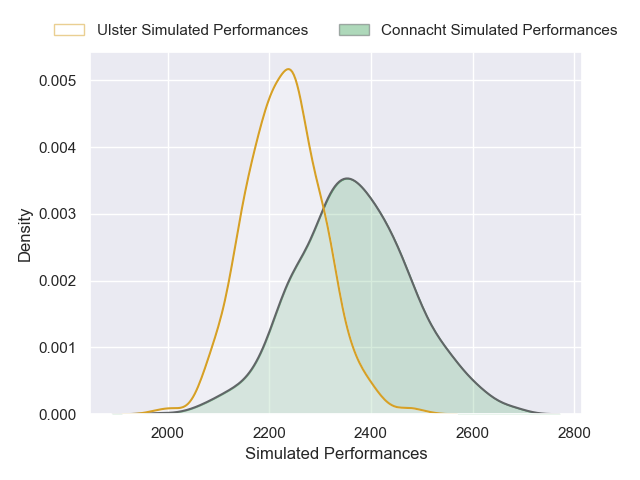 Ulster Simulated Performances
Connacht Simulated Performances
0.005
0.004
0.003
0.002
0.001
0.000
Density
2000
2200
2400
2600
2800
Simulated Performances